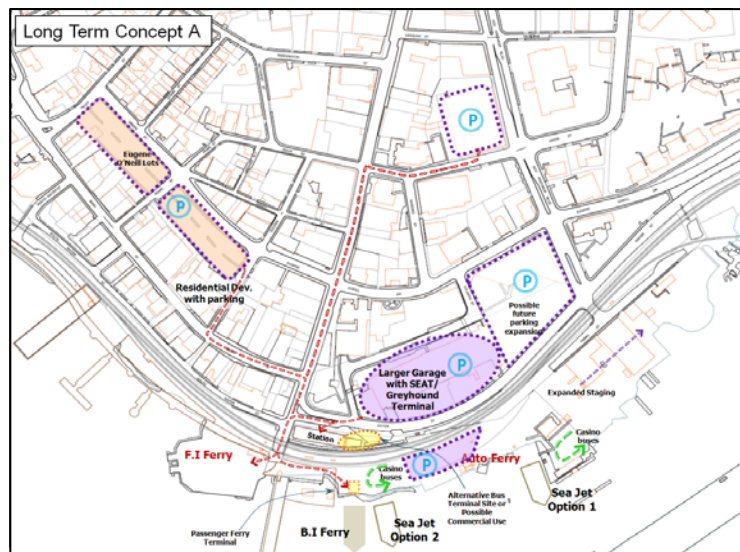 Long Term Concept A
P
Eugene
O'Neill Lots
P
Residential Dev.
with parking
P
Possible
future
parking
expansion
P
Larger Garage
with SEAT/
Greyhound
Terminal
Expanded Staging
Station
F.I Ferry
Casino
buses
P
Auto Ferry
Casino
buses
Alternative Bus
Terminal Site or
Possible
Commercial Use
Passenger Ferry
Terminal
B.I Ferry
Sea Jet
Option 2
Sea Jet
Option 1